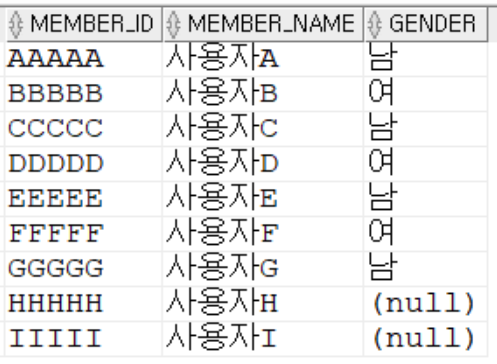 MEMBER_ID MEMBER_NAME GENDER
AAAAA 사용자A 남
BBBBB 사용자B 여
CCCCC 사용자C 남
DDDDD 사용자D 여
EEEEE 사용자E 남
FFFFF 사용자F 여
GGGGG 사용자G 남
HHHHH 사용자H (null)
IIIII 사용자I (null)